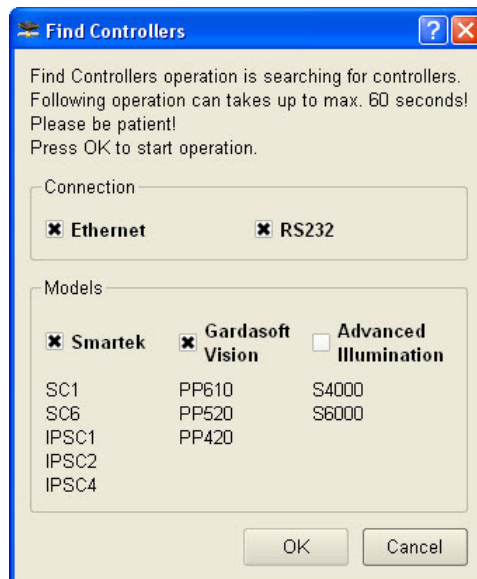 Find Controllers
Find Controllers operation is searching for controllers.
Following operation can takes up to max. 60 seconds!
Please be patient!
Press OK to start operation.
Connection
Ethernet
RS232
Models
Smartek
Gardasoft
Vision
Advanced
Illumination
SC1
SC6
IPSC1
IPSC2
IPSC4
PP610
PP520
PP420
S4000
S6000
OK
Cancel